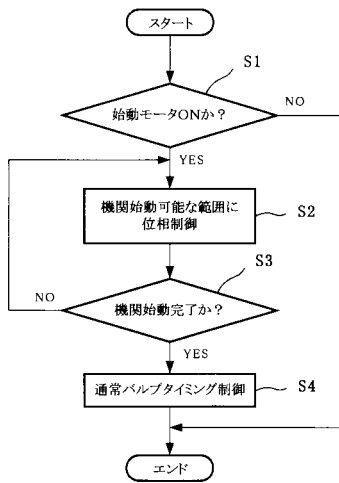 スタート
S1
始動モータONか？
NO
YES
機関始動可能な範囲に
位相制御
S2
S3
機関始動完了か？
NO
YES
通常バルブタイミング制御
S4
エンド